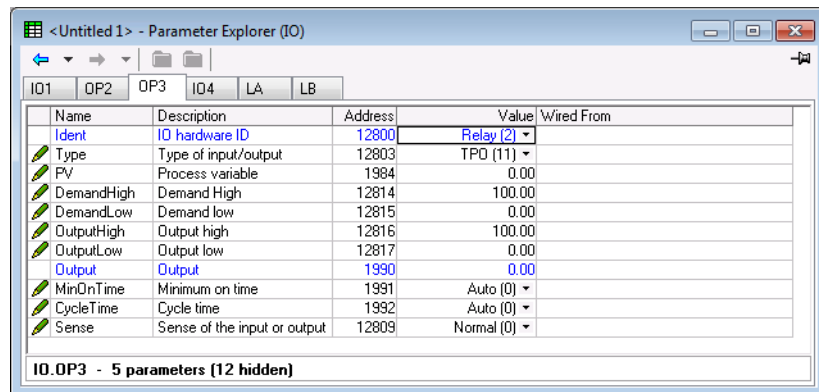 <Untitled 1> - Parameter Explorer (IO)
IO1 OP2 OP3 IO4 LA LB
Name Description Address Value Wired From
Ident IO hardware ID 12800 Relay (2)
Type Type of input/output 12803 TPO (11)
PV Process variable 1984 0.00
DemandHigh Demand High 12814 100.00
DemandLow Demand low 12815 0.00
OutputHigh Output high 12816 100.00
OutputLow Output low 12817 0.00
Output Output 1990 0.00
MinOnTime Minimum on time 1991 Auto (0)
CycleTime Cycle time 1992 Auto (0)
Sense Sense of the input or output 12809 Normal (0)
IO.OP3 - 5 parameters (12 hidden)